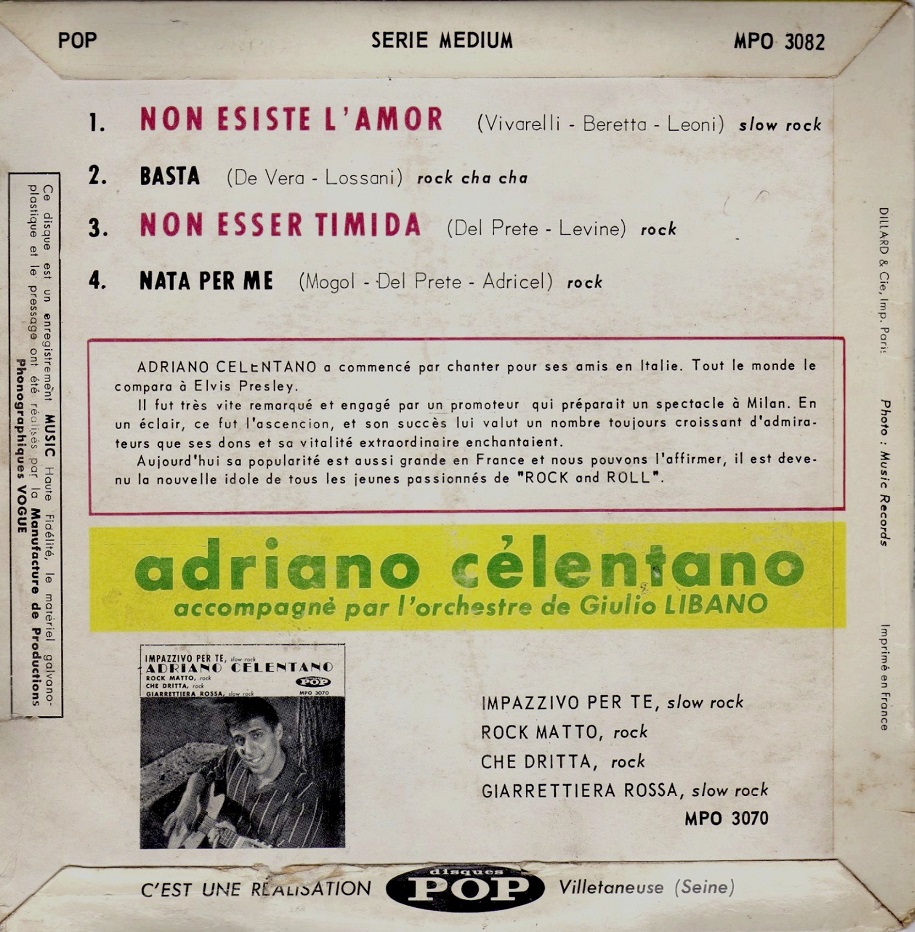 POP SERIE MEDIUM MPO 3082
1. NON ESISTE L'AMOR (Vivarelli - Beretta - Leoni) slow rock
2. BASTA (De Vera - Lossani) rock cha cha
3. NON ESSER TIMIDA (Del Prete - Levine) rock
4. NATA PER ME (Mogol - Del Prete - Adricel) rock
ADRIANO CELENTANO a commencé par chanter pour ses amis en Italie. Tout le monde le
compara à Elvis Presley.
Il fut très vite remarqué et engagé par un promoteur qui préparait un spectacle à Milan. En
un éclair, ce fut l'ascencion, et son succès lui valut un nombre toujours croissant d'admira-
teurs que ses dons et sa vitalité extraordinaire enchantaient.
Aujourd'hui sa popularité est aussi grande en France et nous pouvons l'affirmer, il est deve-
nu la nouvelle idole de tous les jeunes passionnés de "ROCK and ROLL".
adriano célentano
accompagné par l'orchestre de Giulio LIBANO
IMPAZZIVO PER TE, slow rock
ADRIANO CELENTANO
ROCK MATTO, rock
CHE DRITTA, rock
GIARRETTIERA ROSSA, slow rock
POP
MPO 3070
IMPAZZIVO PER TE, slow rock
ROCK MATTO, rock
CHE DRITTA, rock
GIARRETTIERA ROSSA, slow rock
MPO 3070
C'EST UNE RÉALISATION disques POP Villetaneuse (Seine)
Ce disque est un enregistrement MUSIC Haute Fidélité, le matériel galvano-
plastique et le pressage ont été réalisés par la Manufacture de Productions
Phonographiques VOGUE
DILLARD & Cie, Imp. Paris
Photo : Music Records
Imprimé en France